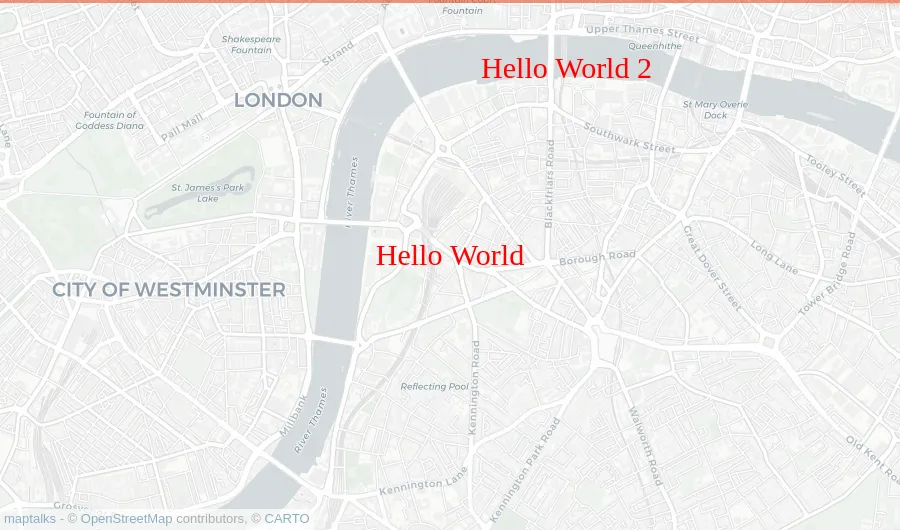 Fountain
Upper Thames Street
Shakespeare
Fountain
Queenhithe
Strand
Hello World 2
LONDON
St Mary Overie
Dock
Fountain of
Goddess Diana
Pall Mall
Southwark Street
Lane
Tooley Street
St. James's Park
Lake
River Thames
Blackfriars Road
Hello World
Great Dover Street
Long Lane
Borough Road
Tower Bridge Road
CITY OF WESTMINSTER
Reflecting Pool
Kennington Road
Millbank
River Thames
Walworth Road
Kennington Park Road
Old Kent Road
Kennington Lane
maptalks - © OpenStreetMap contributors, © CARTO